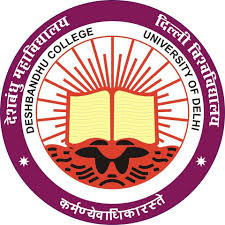 देशबंधु महाविद्यालय
दिल्ली विश्वविद्यालय
DESHBANDHU COLLEGE
UNIVERSITY OF DELHI
कर्मण्येवाधिकारस्ते